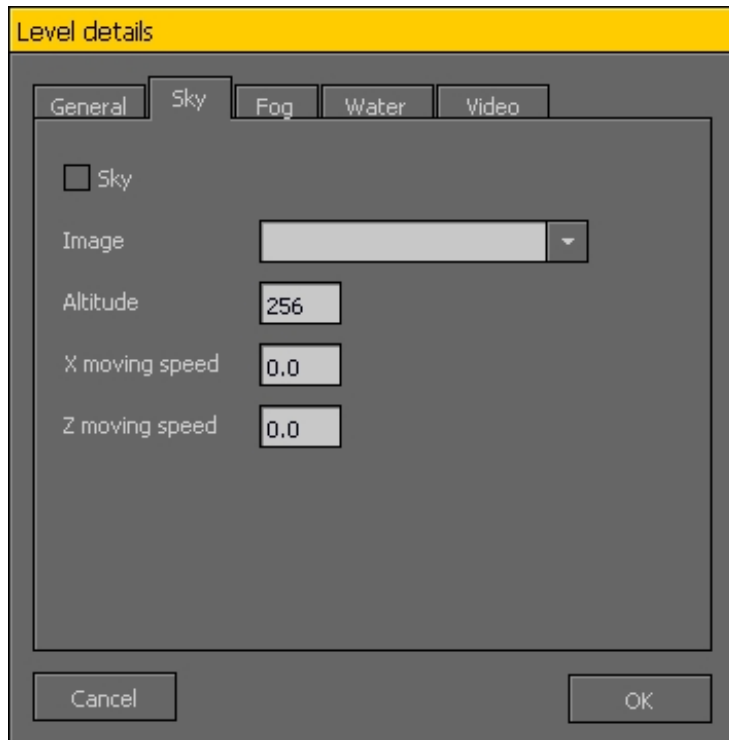 Level details
General Sky Fog Water Video
Sky
Image
Altitude 256
X moving speed 0.0
Z moving speed 0.0
Cancel OK